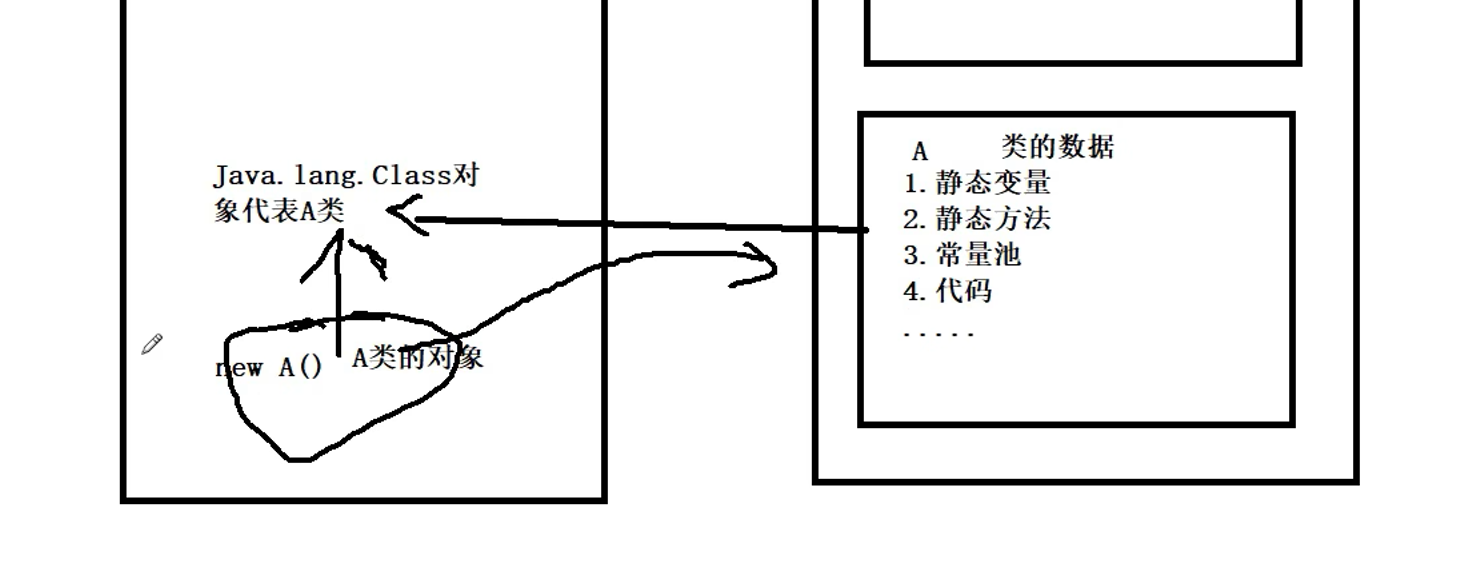 Java.lang.Class对
象代表A类
new A() A类的对象
A 类的数据
1.静态变量
2.静态方法
3.常量池
4.代码
.....